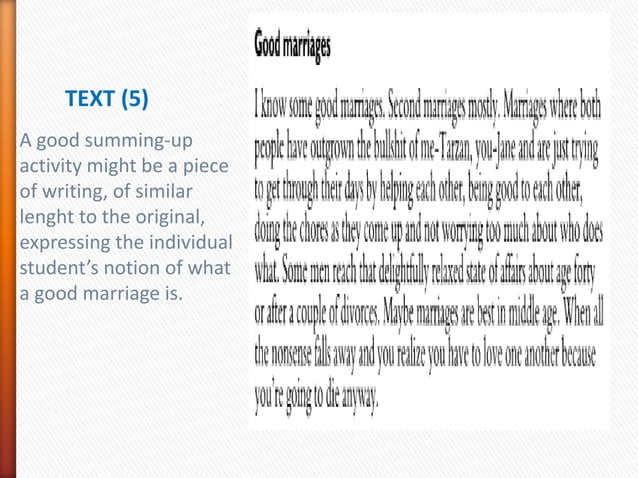 TEXT (5)
A good summing-up
activity might be a piece
of writing, of similar
lenght to the original,
expressing the individual
student's notion of what
a good marriage is.
Good marriages
I know some good marriages. Second marriages mostly. Marriages where both
people have outgrown the bullshit of me-Tarzan, you-Jane and are just trying
to get through their days by helping each other, being good to each other,
doing the chores as they come up and not worrying too much about who does
what. Some men reach that delightfully relaxed state of affairs about age forty
or after a couple of divorces. Maybe marriages are best in middle age. When all
the nonsense falls away and you realize you have to love one another because
you're going to die anyway.